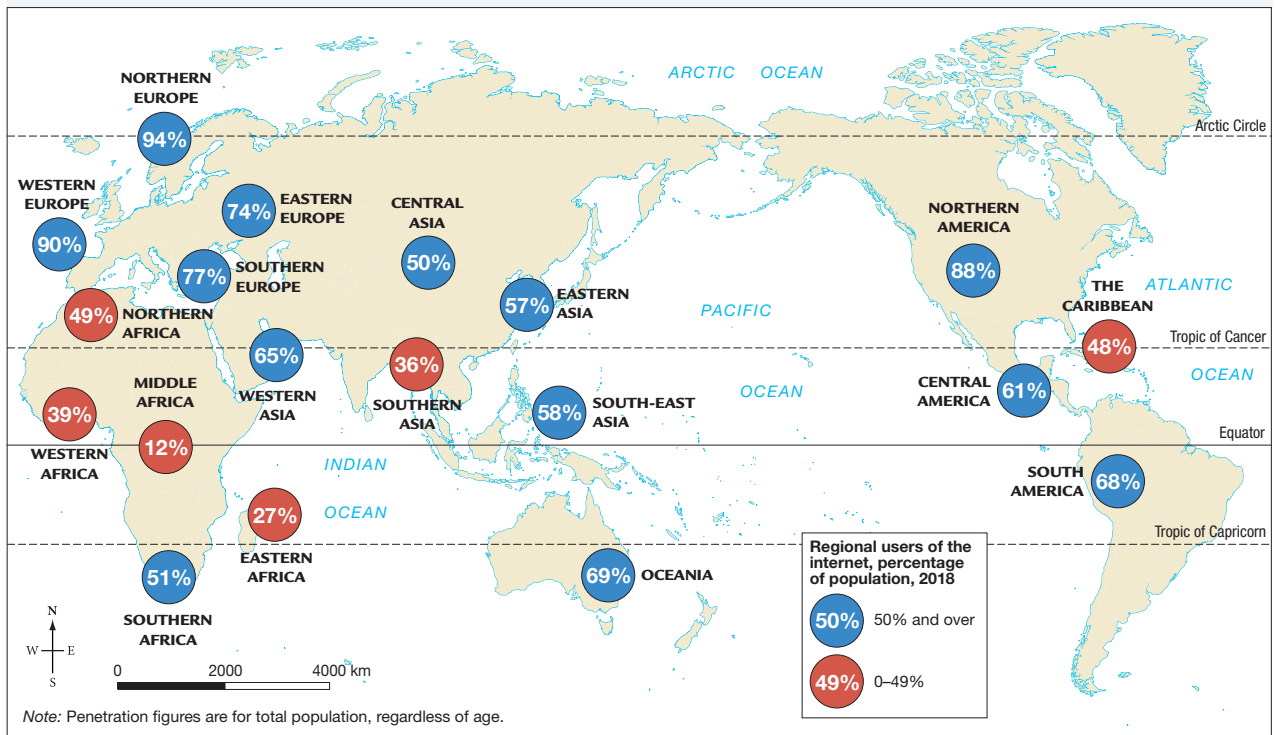 ARCTIC OCEAN
NORTHERN
EUROPE
94%
Arctic Circle
WESTERN
EUROPE
90%
74%
EASTERN
EUROPE
CENTRAL
ASIA
50%
NORTHERN
AMERICA
88%
77%
SOUTHERN
EUROPE
49%
NORTHERN
AFRICA
57%
EASTERN
ASIA
PACIFIC
OCEAN
THE
CARIBBEAN
48%
ATLANTIC
OCEAN
Tropic of Cancer
65%
WESTERN
ASIA
36%
SOUTHERN
ASIA
MIDDLE
AFRICA
12%
39%
WESTERN
AFRICA
58%
SOUTH-EAST
ASIA
CENTRAL
AMERICA
61%
Equator
INDIAN
OCEAN
SOUTH
AMERICA
68%
27%
EASTERN
AFRICA
Tropic of Capricorn
51%
SOUTHERN
AFRICA
69%
OCEANIA
Regional users of the
internet, percentage
of population, 2018
50%
50% and over
49%
0–49%
N
W
E
S
0
2000
4000 km
Note: Penetration figures are for total population, regardless of age.